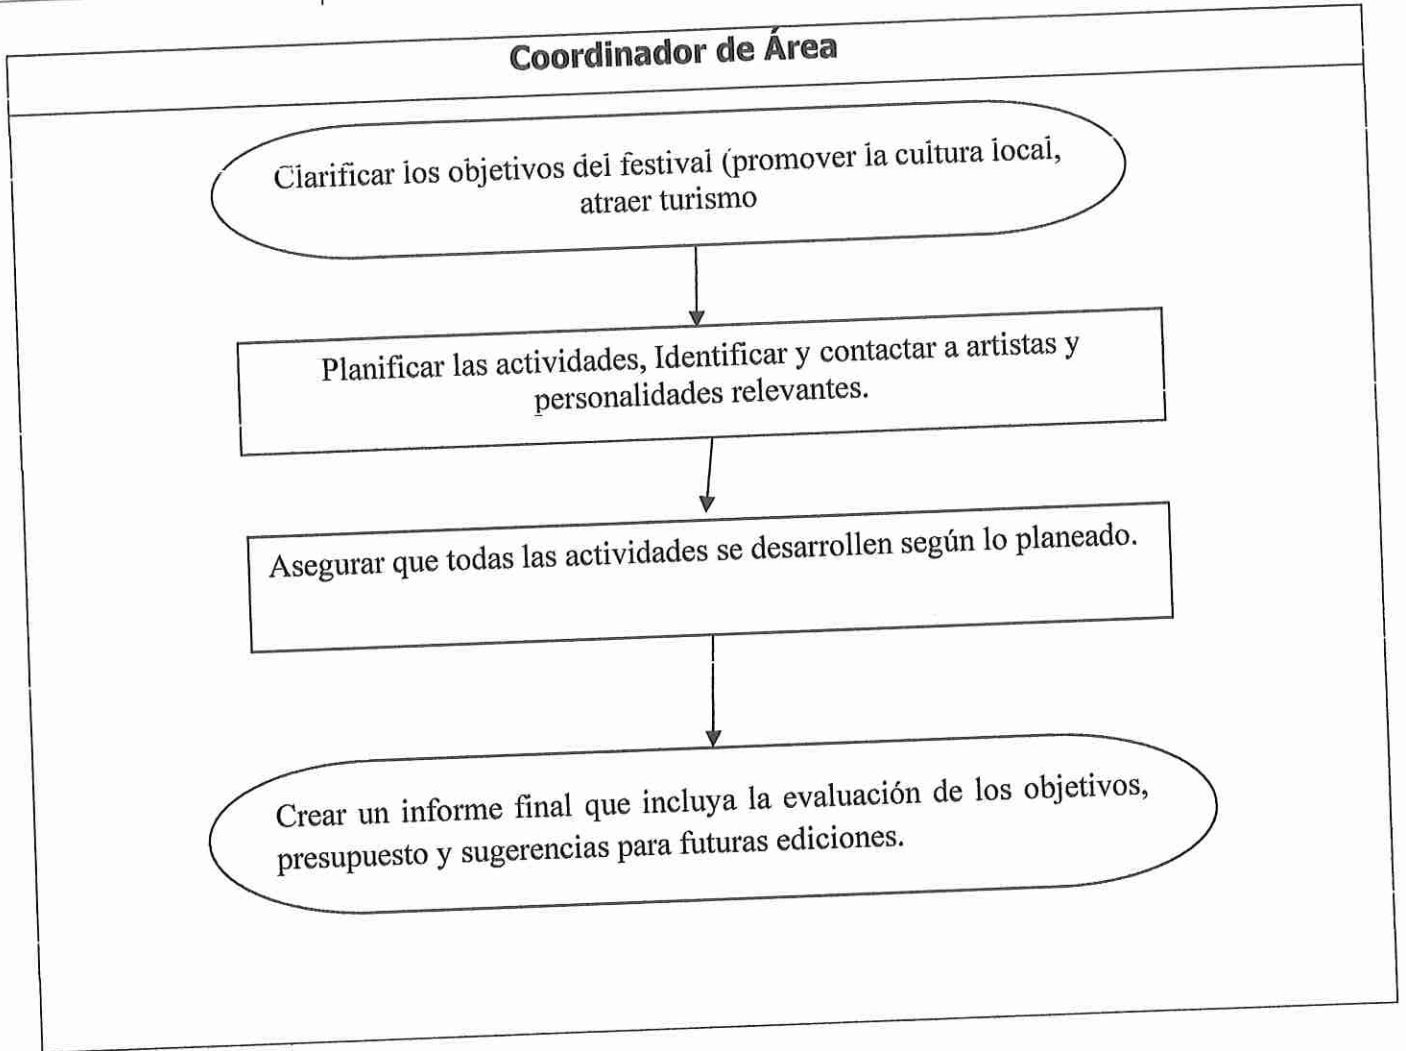 Coordinador de Área
Clarificar los objetivos del festival (promover la cultura local,
atraer turismo
Planificar las actividades, Identificar y contactar a artistas y
personalidades relevantes.
Asegurar que todas las actividades se desarrollen según lo planeado.
Crear un informe final que incluya la evaluación de los objetivos,
presupuesto y sugerencias para futuras ediciones.